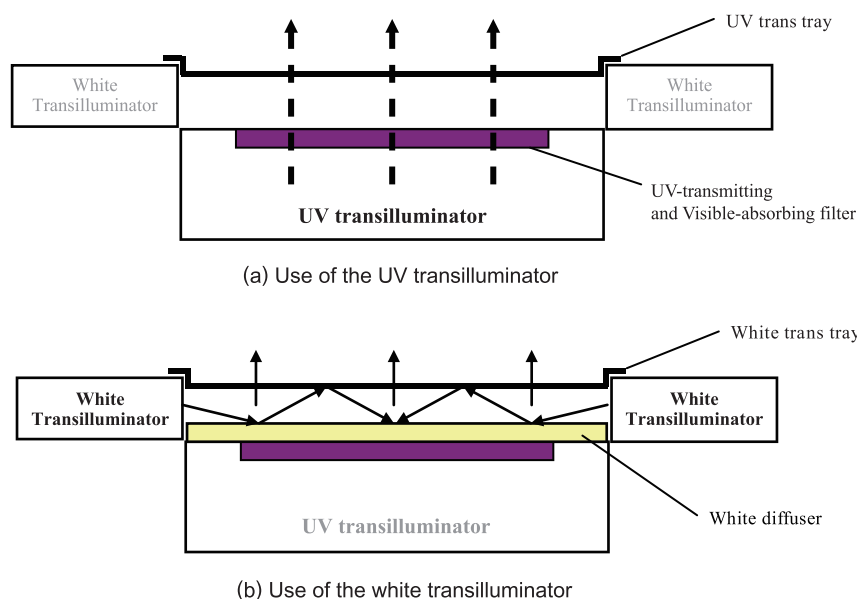 UV trans tray
White
Transilluminator
White
Transilluminator
UV-transmitting
and Visible-absorbing filter
UV transilluminator
(a) Use of the UV transilluminator
White trans tray
White
Transilluminator
White
Transilluminator
White diffuser
UV transilluminator
(b) Use of the white transilluminator